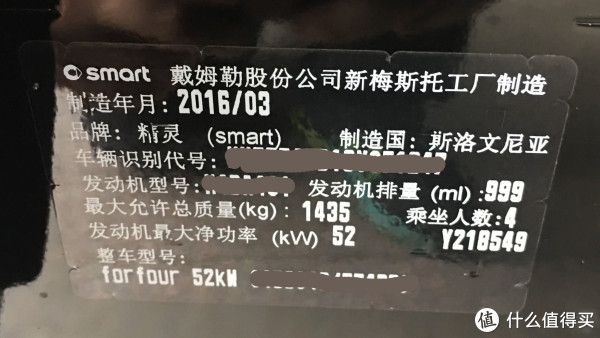 smart 戴姆勒股份公司新梅斯托工厂制造
制造年月: 2016/03
品牌: 精灵 (smart) 制造国: 斯洛文尼亚
车辆识别代号:
发动机型号: 发动机排量 (ml) :999
最大允许总质量(kg) : 1435 乘坐人数:4
发动机最大净功率 (kW) 52 Y218549
整车型号:
forfour 52kW
值 什么值得买